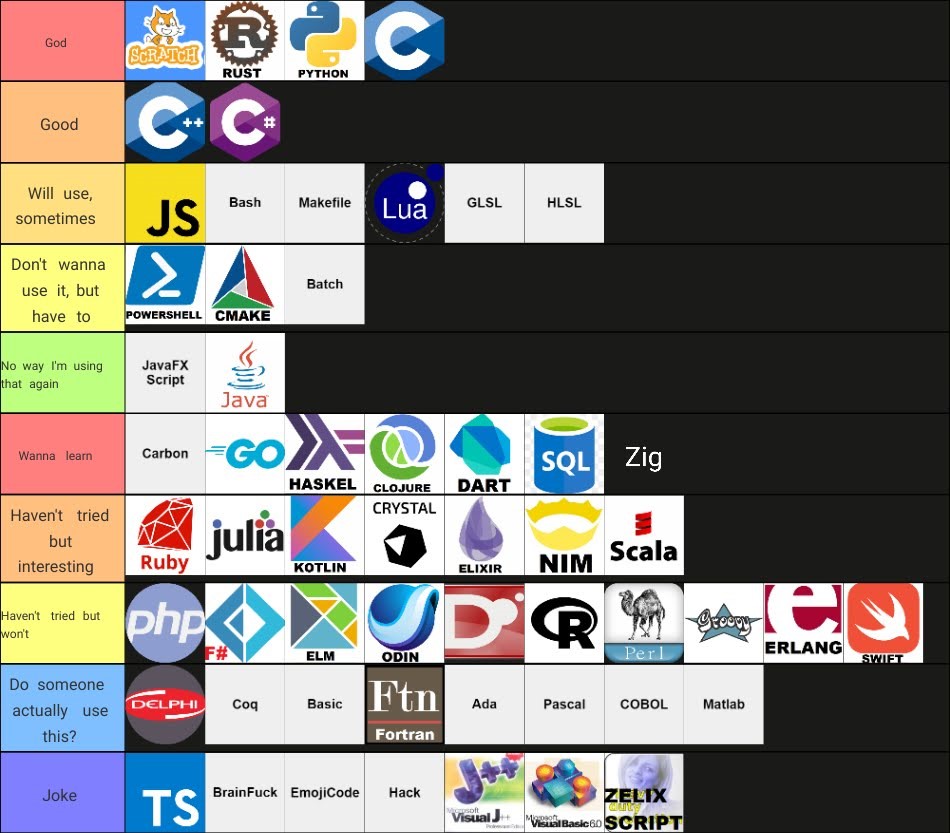 God
SCRATCH
R
RUST
PYTHON
C
Good
C++
C#
Will use,
sometimes
JS
Bash
Makefile
Lua
GLSL
HLSL
Don't wanna
use it, but
have to
POWERSHELL
CMAKE
Batch
No way I'm using
that again
JavaFX
Script
Java
Wanna learn
Carbon
GO
HASKEL
CLOJURE
DART
SQL
Zig
Haven't tried
but
interesting
Ruby
julia
KOTLIN
CRYSTAL
ELIXIR
NIM
Scala
Haven't tried but
won't
php
F#
ELM
ODIN
D
R
Perl
Groovy
e
ERLANG
SWIFT
Do someone
actually use
this?
DELPHI
Coq
Basic
Ftn
Fortran
Ada
Pascal
COBOL
Matlab
Joke
TS
BrainFuck
EmojiCode
Hack
J++
Microsoft
Visual J++
Microsoft
Visual Basic 6.0
ZELIX
duty
SCRIPT